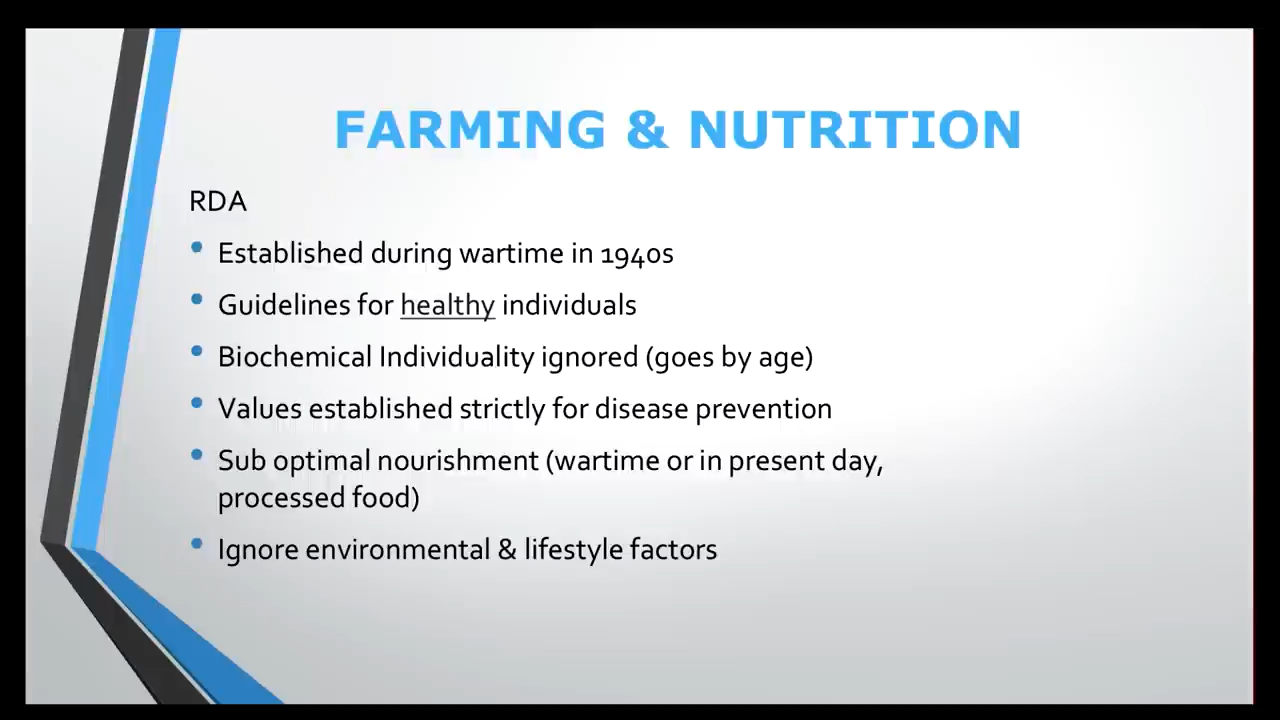 FARMING & NUTRITION
RDA
• Established during wartime in 1940s
• Guidelines for healthy individuals
• Biochemical Individuality ignored (goes by age)
• Values established strictly for disease prevention
• Sub optimal nourishment (wartime or in present day,
processed food)
• Ignore environmental & lifestyle factors